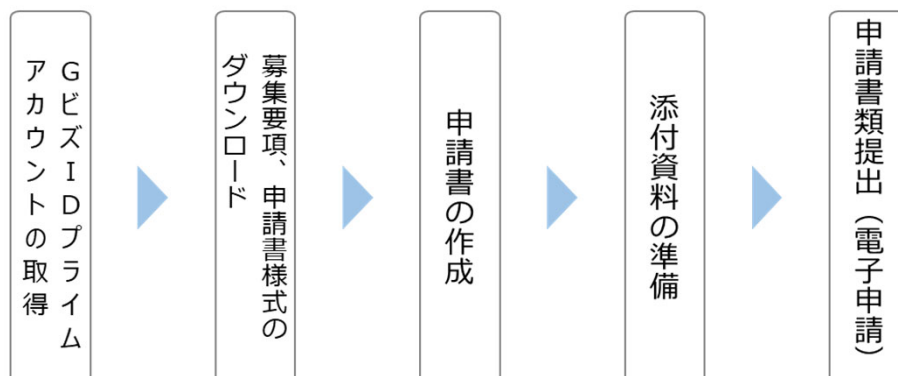 GビズIDプライム
アカウントの取得
募集要項、申請書様式の
ダウンロード
申請書の作成
添付資料の準備
申請書類提出（電子申請）